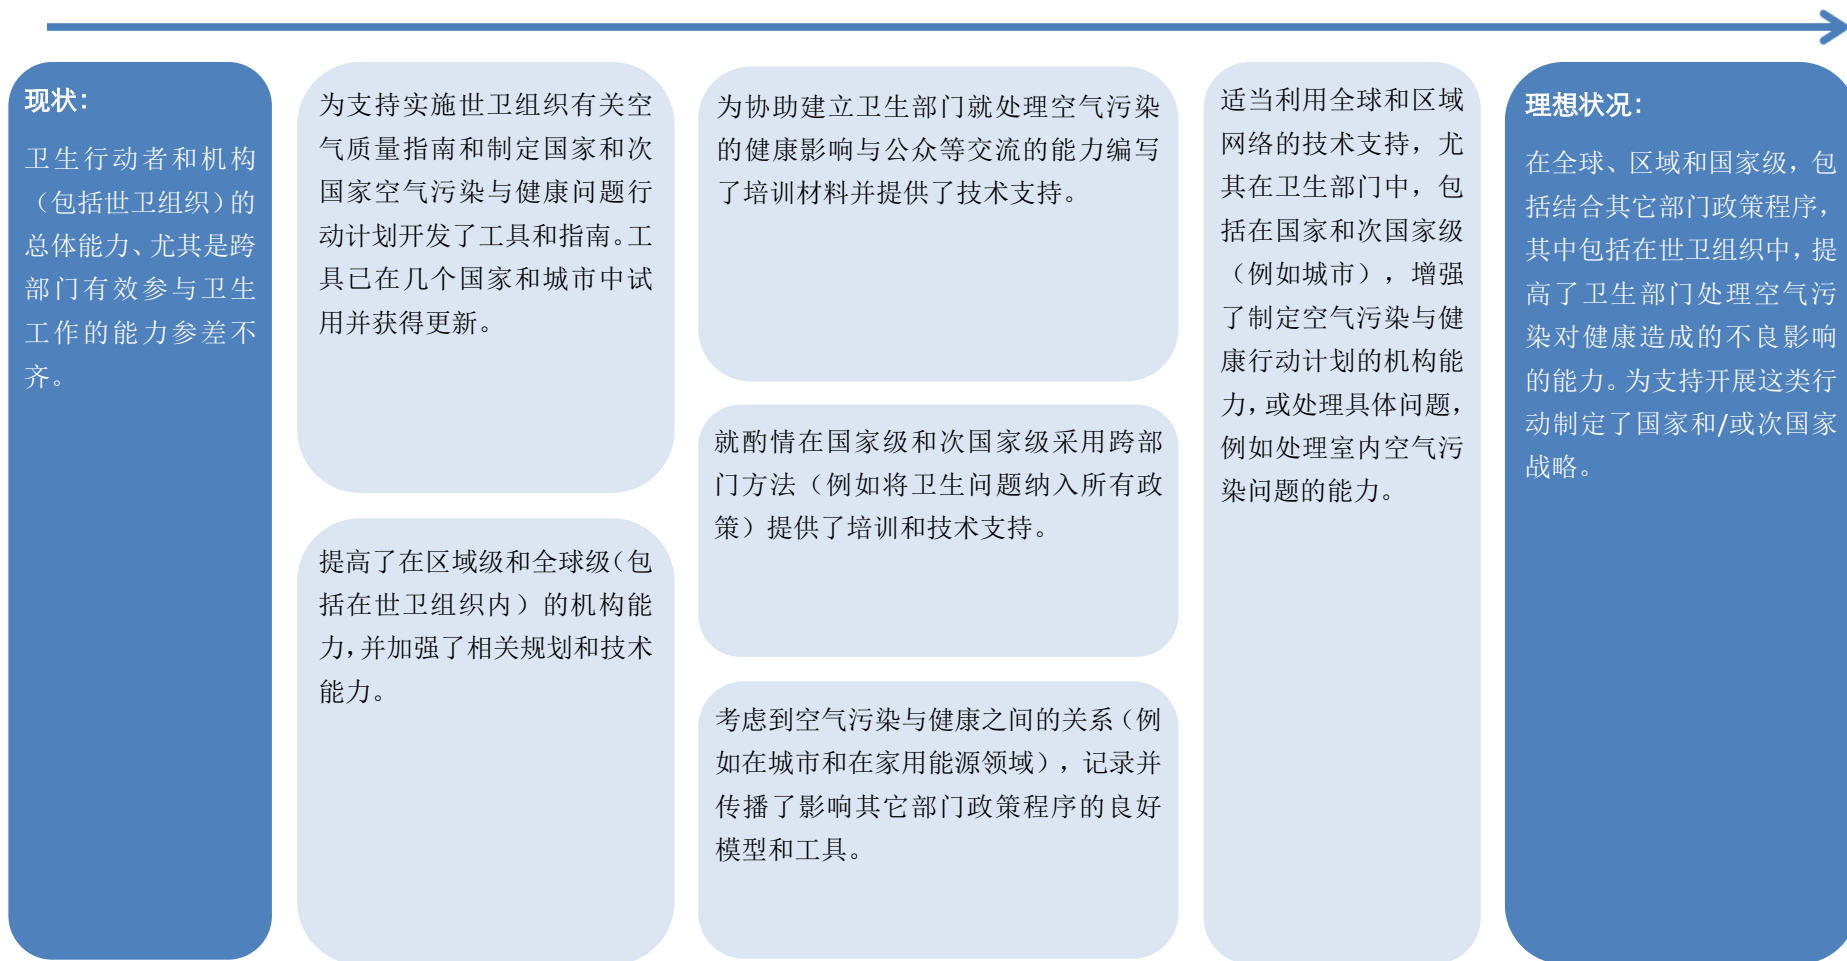 现状：
卫生行动者和机构
（包括世卫组织）的
总体能力、尤其是跨
部门有效参与卫生
工作的能力参差不
齐。
为支持实施世卫组织有关空
气质量指南和制定国家和次
国家空气污染与健康问题行
动计划开发了工具和指南。工
具已在几个国家和城市中试
用并获得更新。
提高了在区域级和全球级（包
括在世卫组织内）的机构能
力，并加强了相关规划和技术
能力。
为协助建立卫生部门就处理空气污染
的健康影响与公众等交流的能力编写
了培训材料并提供了技术支持。
就酌情在国家级和次国家级采用跨部
门方法（例如将卫生问题纳入所有政
策）提供了培训和技术支持。
考虑到空气污染与健康之间的关系（例
如在城市和在家用能源领域），记录并
传播了影响其它部门政策程序的良好
模型和工具。
适当利用全球和区域
网络的技术支持，尤
其在卫生部门中，包
括在国家和次国家级
（例如城市），增强
了制定空气污染与健
康行动计划的机构能
力，或处理具体问题，
例如处理室内空气污
染问题的能力。
理想状况：
在全球、区域和国家级，包
括结合其它部门政策程序，
其中包括在世卫组织中，提
高了卫生部门处理空气污
染对健康造成的不良影响
的能力。为支持开展这类行
动制定了国家和/或次国家
战略。